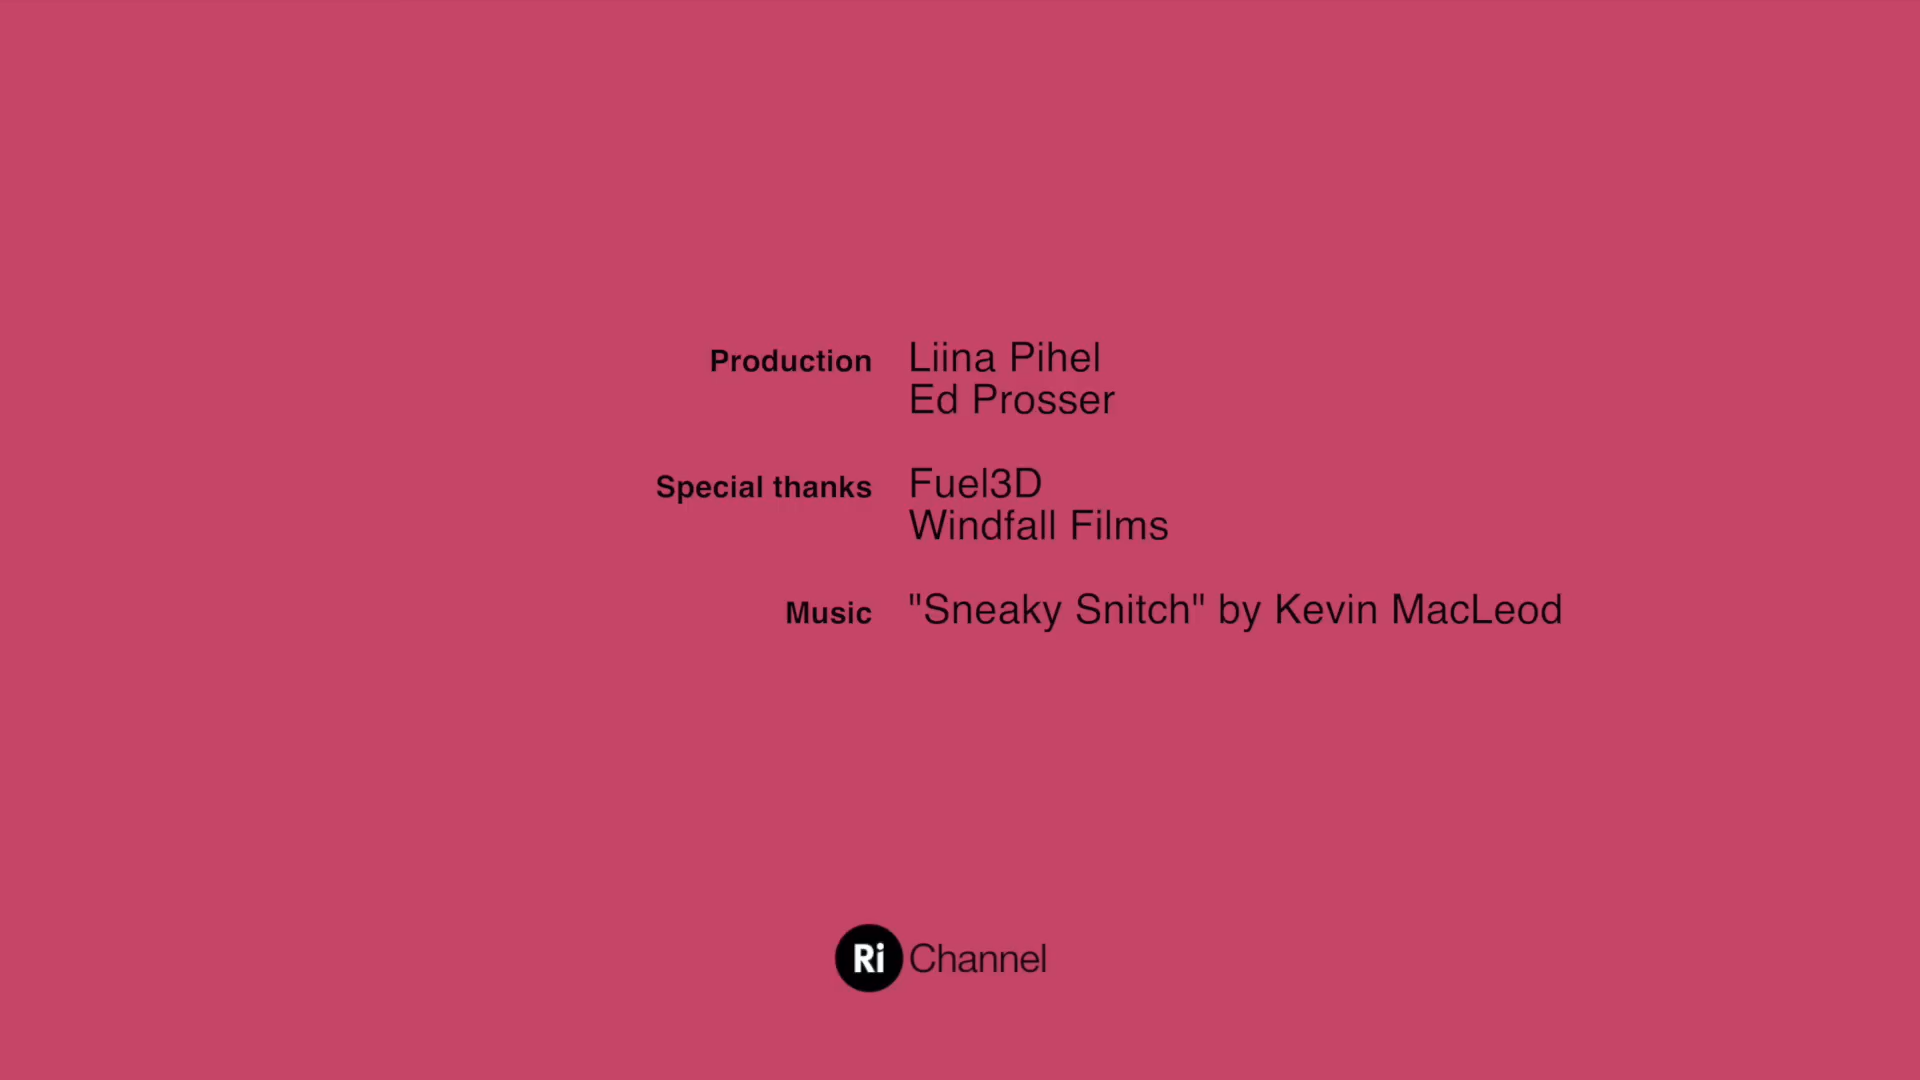 Production Liina Pihel
Ed Prosser
Special thanks Fuel3D
Windfall Films
Music "Sneaky Snitch" by Kevin MacLeod
Ri Channel